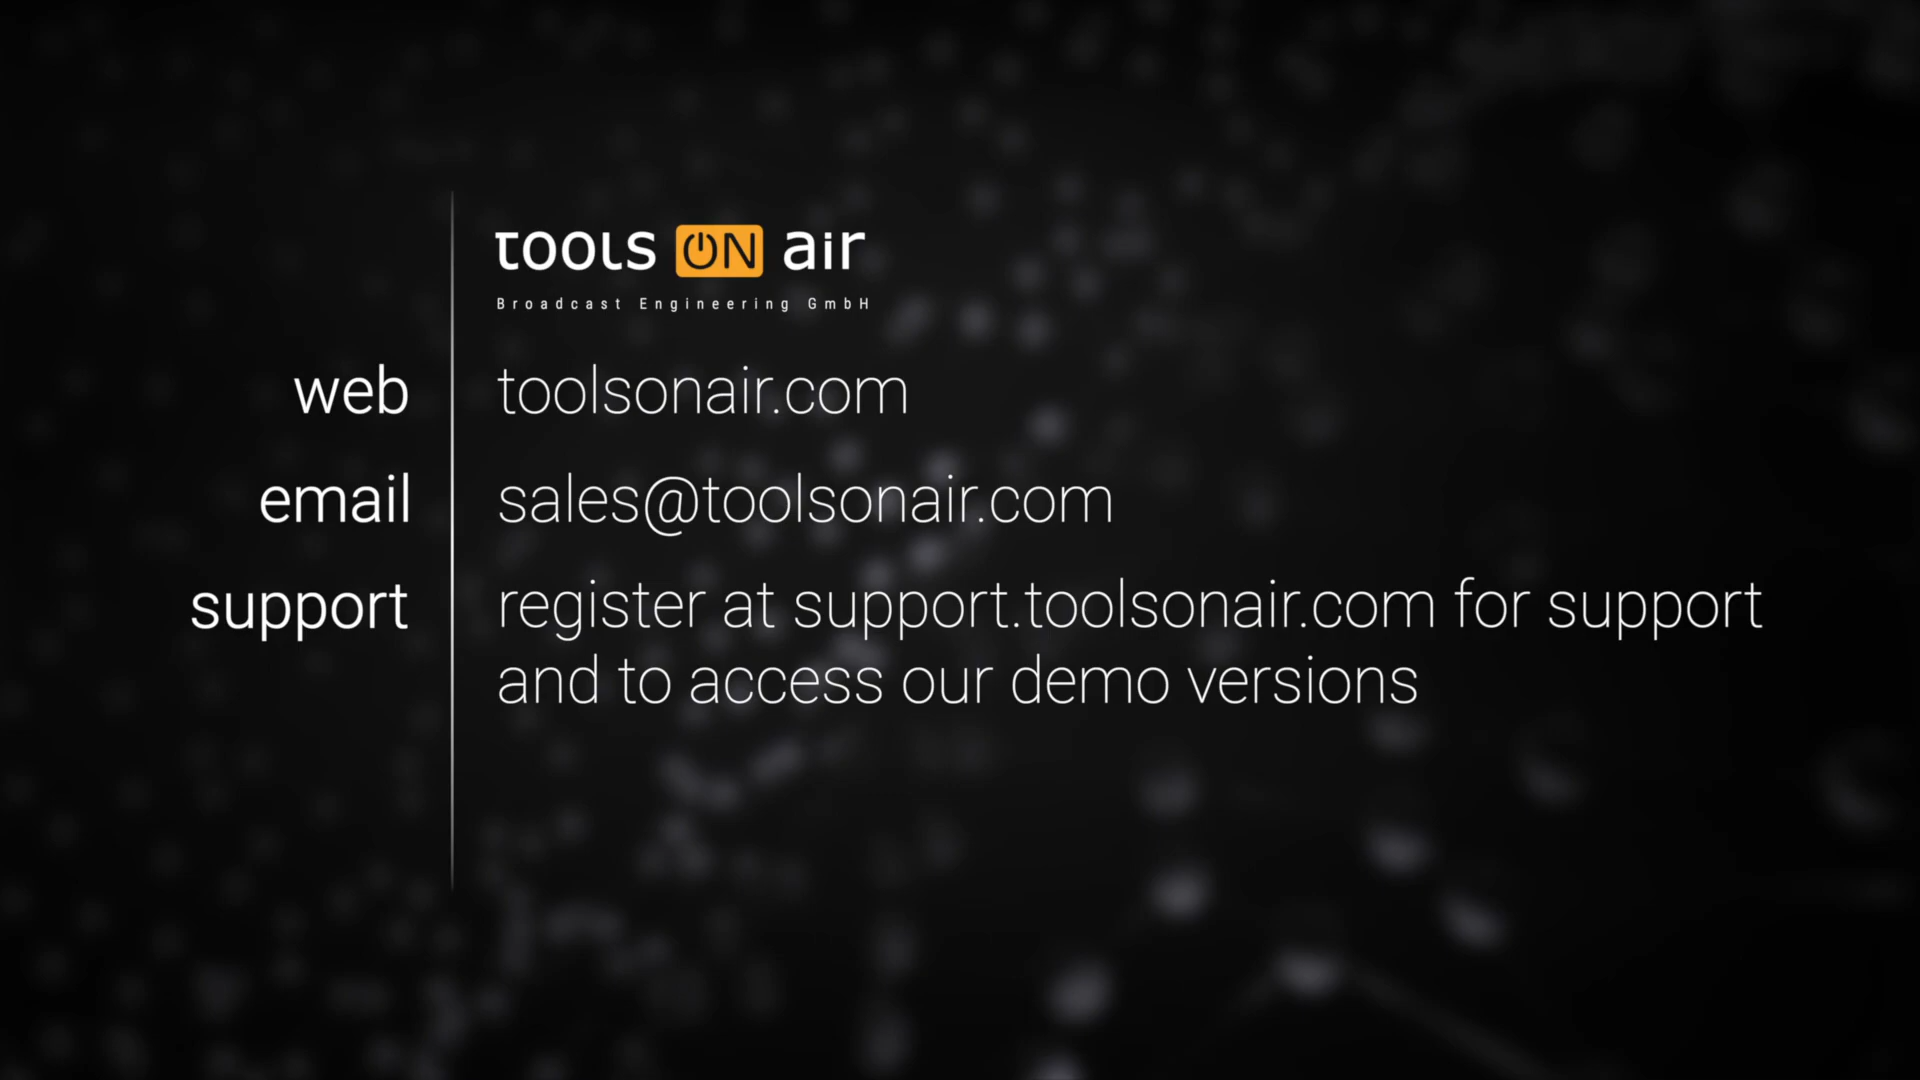 tools ON air
Broadcast Engineering GmbH
web toolsonair.com
email sales@toolsonair.com
support register at support.toolsonair.com for support
and to access our demo versions